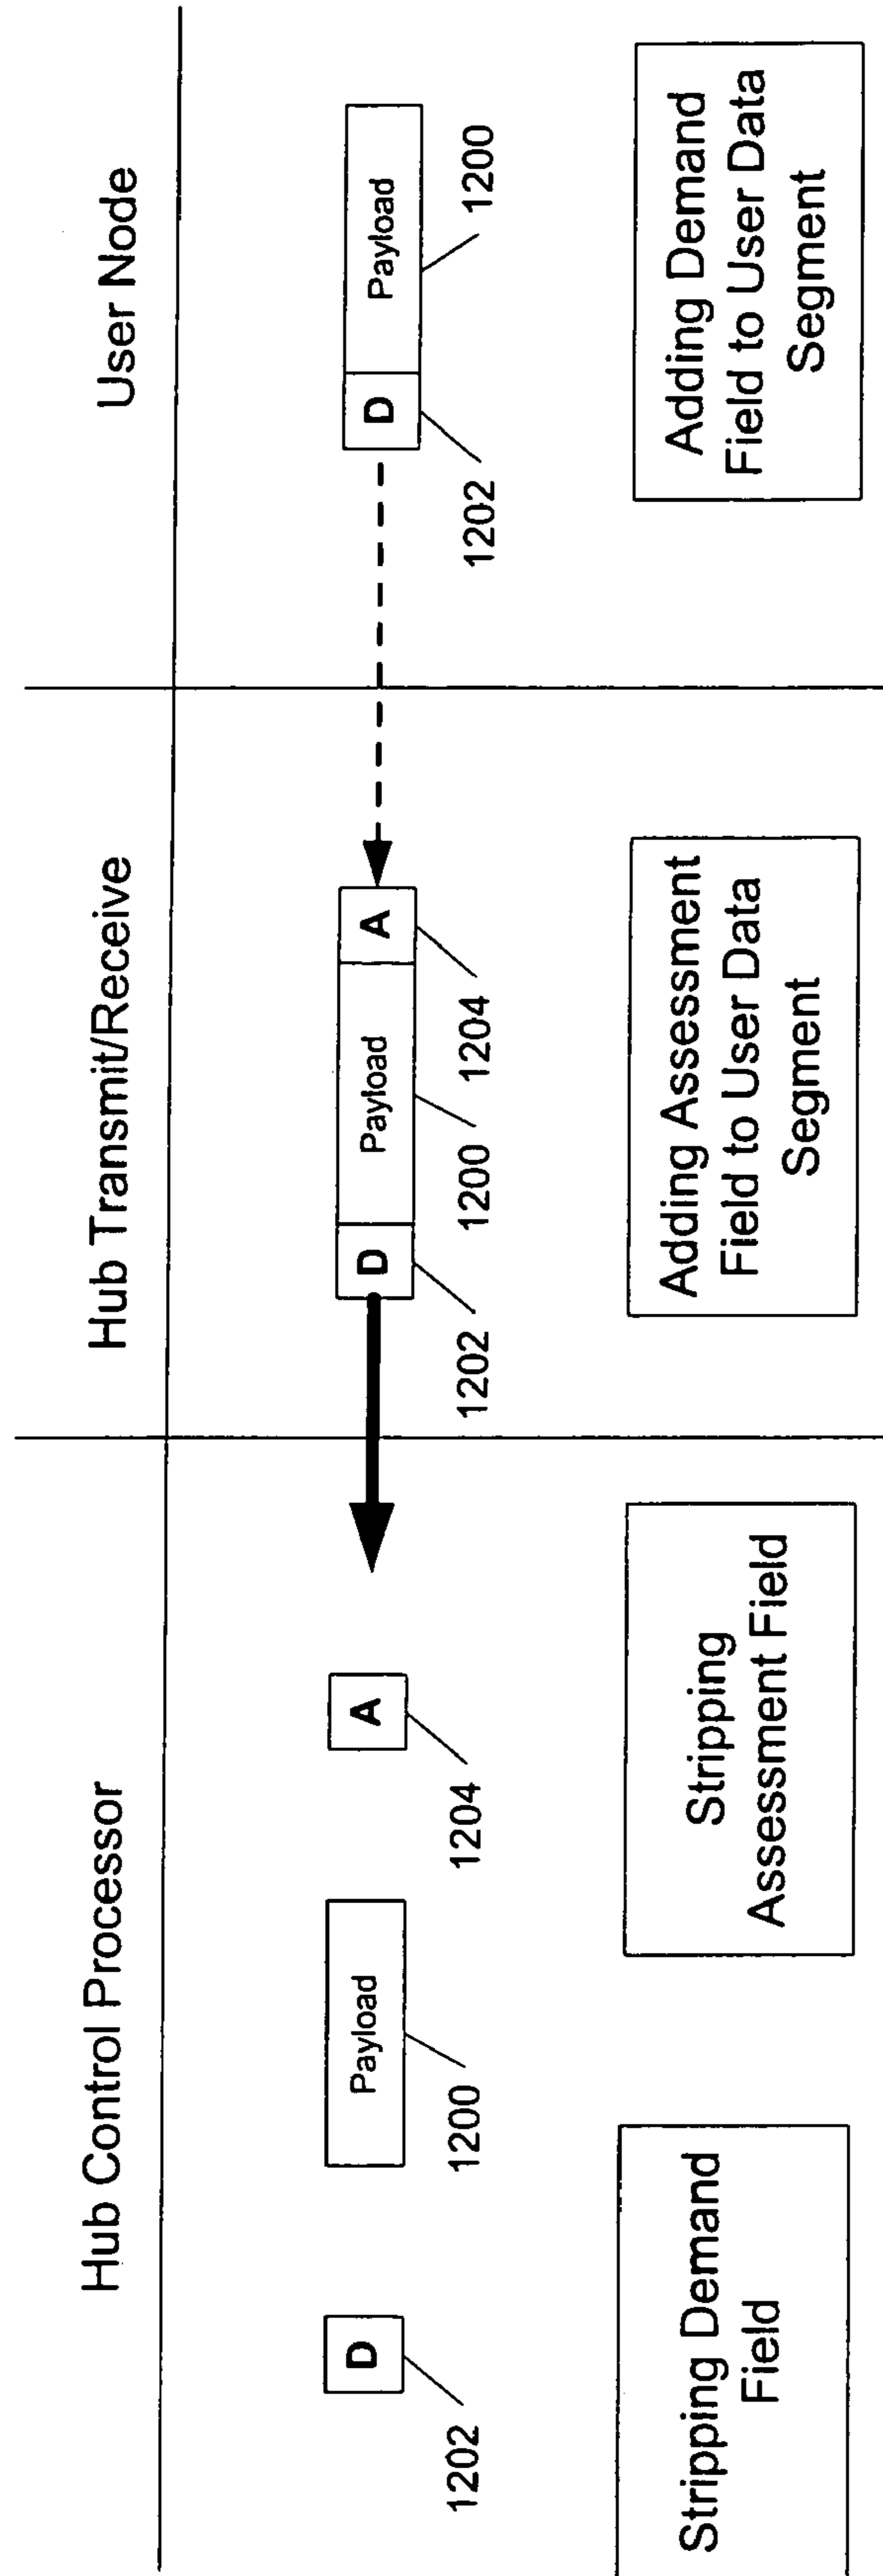 Hub Control Processor
Hub Transmit/Receive
User Node
D
Payload
A
D
Payload
A
D
Payload
1202
1200
1204
1202
1200
1204
1202
1200
Stripping Demand
Field
Stripping
Assessment Field
Adding Assessment
Field to User Data
Segment
Adding Demand
Field to User Data
Segment